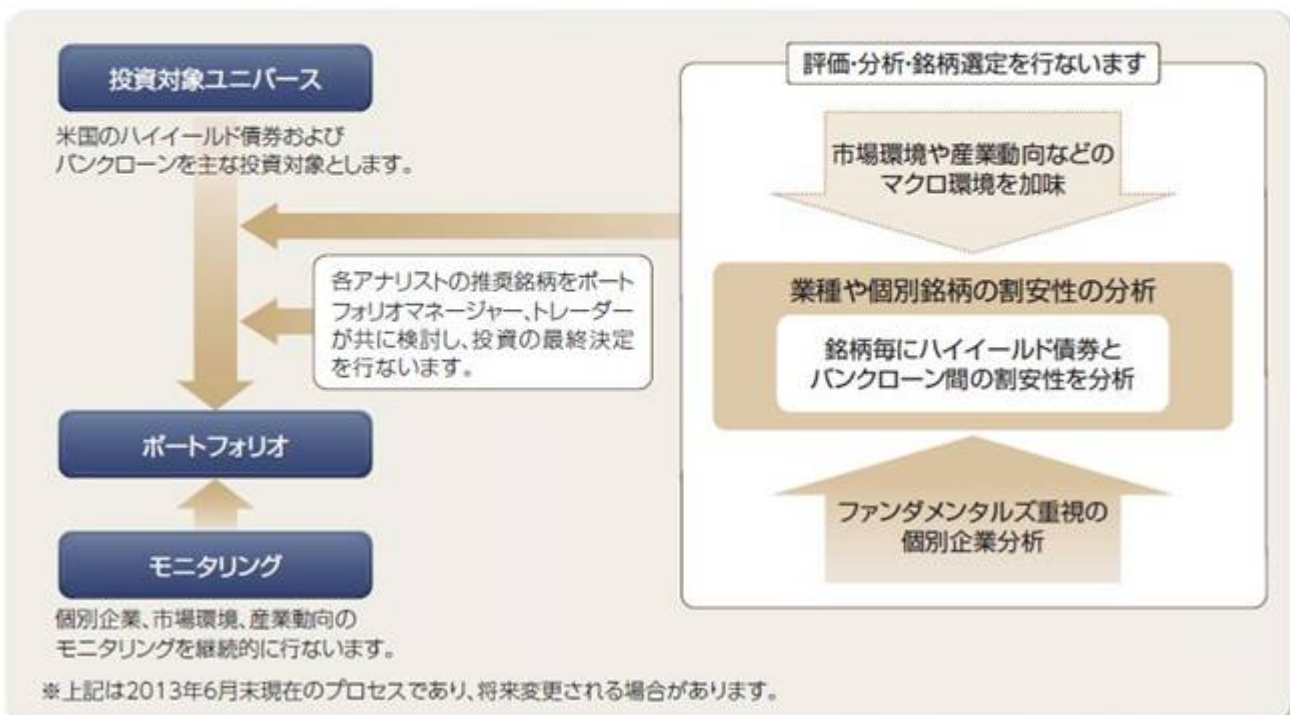 投資対象ユニバース
米国のハイイールド債券および
バンクローンを主な投資対象とします。
各アナリストの推奨銘柄をポート
フォリオマネージャー、トレーダー
が共に検討し、投資の最終決定
を行ないます。
ポートフォリオ
モニタリング
個別企業、市場環境、産業動向の
モニタリングを継続的に行ないます。
評価・分析・銘柄選定を行ないます
市場環境や産業動向などの
マクロ環境を加味
業種や個別銘柄の割安性の分析
銘柄毎にハイイールド債券と
バンクローン間の割安性を分析
ファンダメンタルズ重視の
個別企業分析
※上記は2013年6月末現在のプロセスであり、将来変更される場合があります。